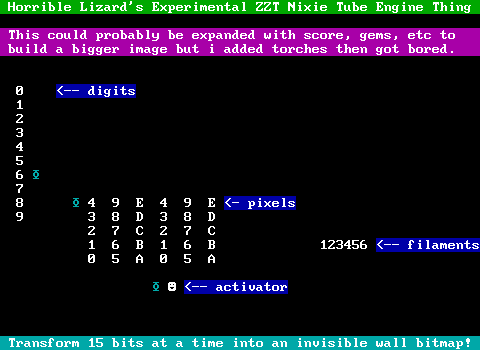 Horrible Lizard's Experimental ZZT Nixie Tube Engine Thing
This could probably be expanded with score, gems, etc to
build a bigger image but i added torches then got bored.
0 <-- digits
1
2
3
4
5
6
7
8 4 9 E 4 9 E <- pixels
9 3 8 D 3 8 D
2 7 C 2 7 C
1 6 B 1 6 B 123456 <-- filaments
0 5 A 0 5 A
<-- activator
Transform 15 bits at a time into an invisible wall bitmap!